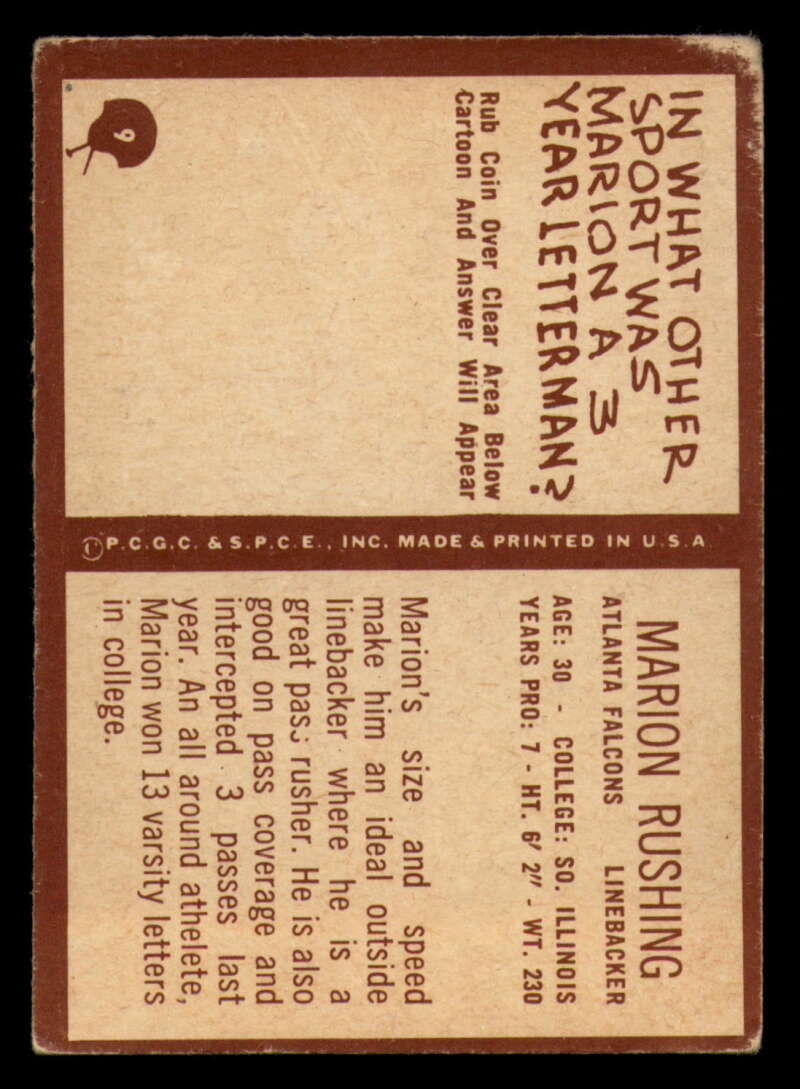 IN WHAT OTHER
SPORT WAS
MARION A 3
YEAR LETTERMAN?
Rub Coin Over Clear Area Below
Cartoon And Answer Will Appear
9
©P.C.G.C. & S.P.C.E., INC. MADE & PRINTED IN U.S.A
MARION RUSHING
ATLANTA FALCONS LINEBACKER
AGE: 30 - COLLEGE: SO. ILLINOIS
YEARS PRO: 7 - HT. 6' 2" - WT. 230
Marion's size and speed
make him an ideal outside
linebacker where he is a
great pass rusher. He is also
good on pass coverage and
intercepted 3 passes last
year. An all around athelete,
Marion won 13 varsity letters
in college.